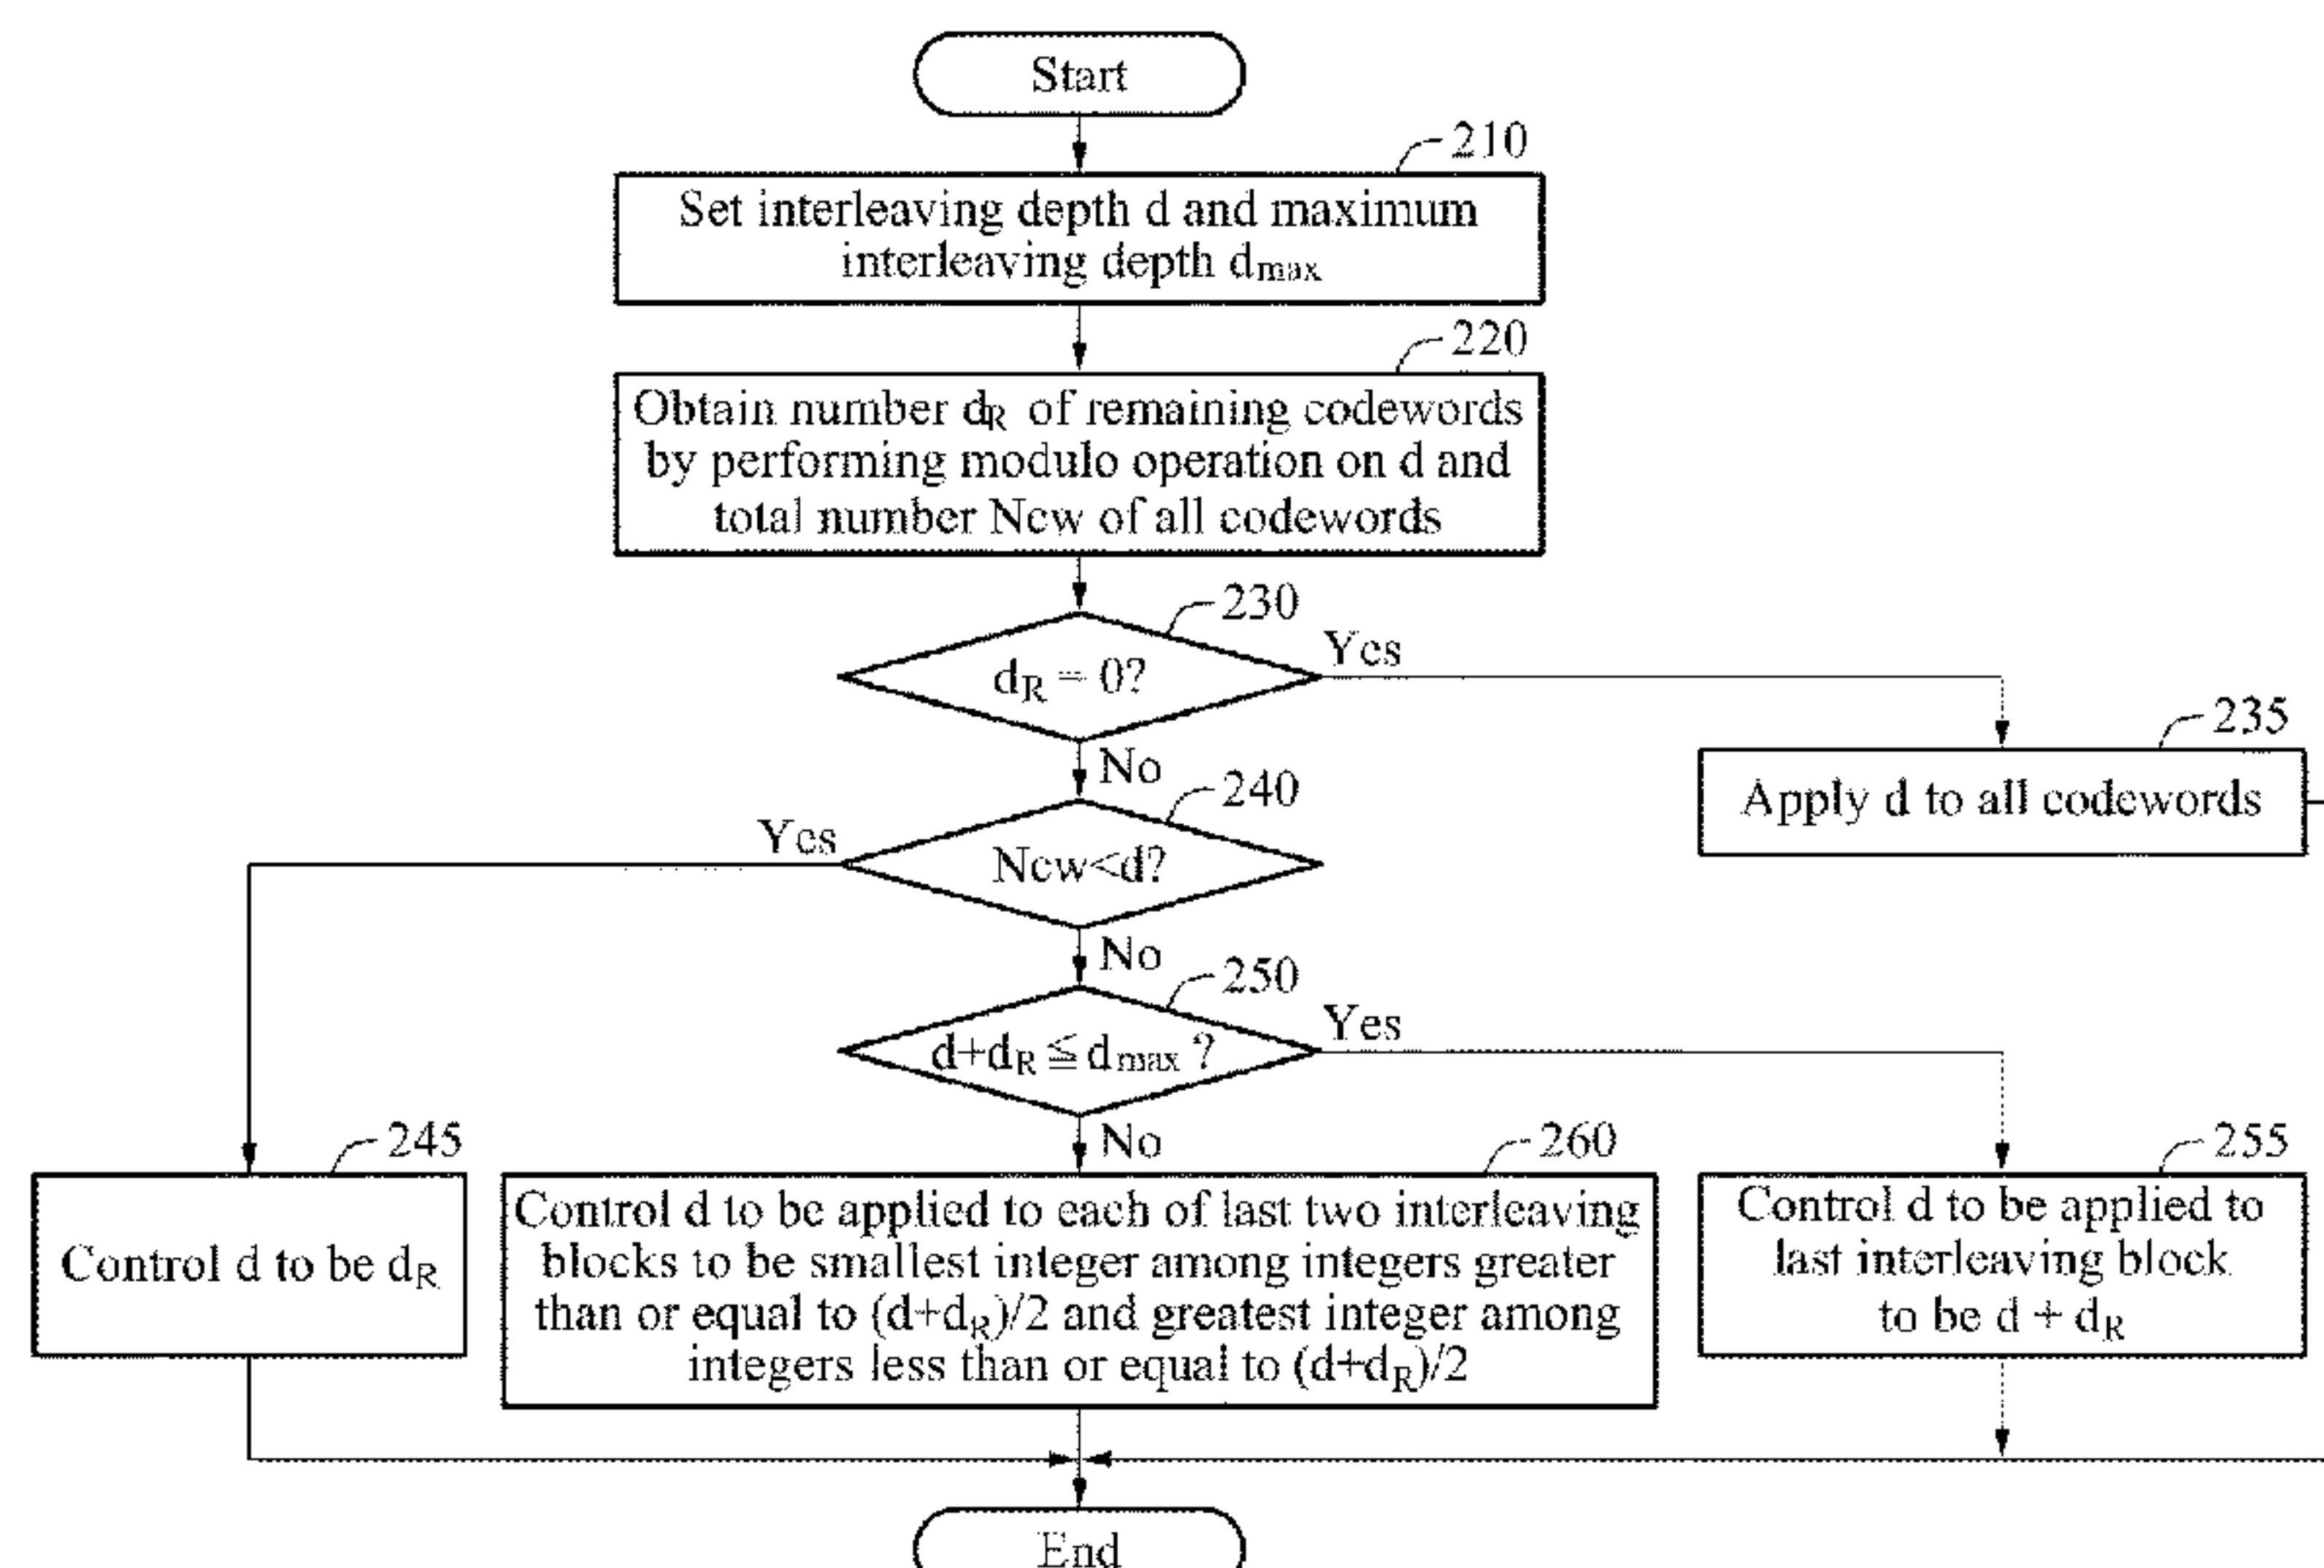 Start
210
Set interleaving depth d and maximum
interleaving depth dmax
220
Obtain number dR of remaining codewords
by performing modulo operation on d and
total number Ncw of all codewords
230
dR = 0?
Yes
No
235
Apply d to all codewords
240
Ncw<d?
Yes
No
250
d+dR ≦ dmax ?
Yes
No
245
Control d to be dR
260
Control d to be applied to each of last two interleaving
blocks to be smallest integer among integers greater
than or equal to (d+dR)/2 and greatest integer among
integers less than or equal to (d+dR)/2
255
Control d to be applied to
last interleaving block
to be d + dR
End